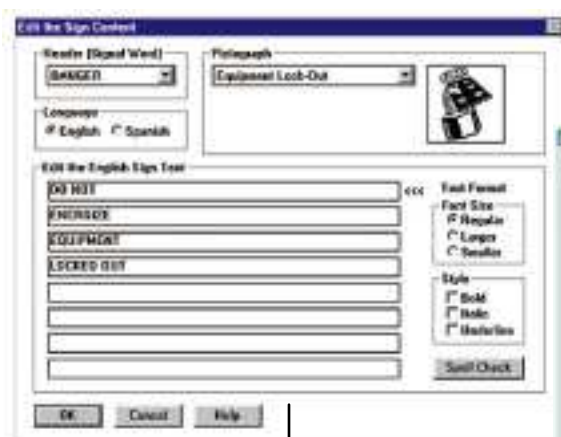 Edit the Sign Content
Header (Signal Word)
DANGER
Pictograph
Equipment Lock-Out
Language
English Spanish
Edit the English Sign Text
DO NOT
ENERGIZE
EQUIPMENT
LOCKED OUT
<<<
Text Format
Font Size
Regular
Larger
Smaller
Style
Bold
Italic
Underline
Spell Check
OK Cancel Help